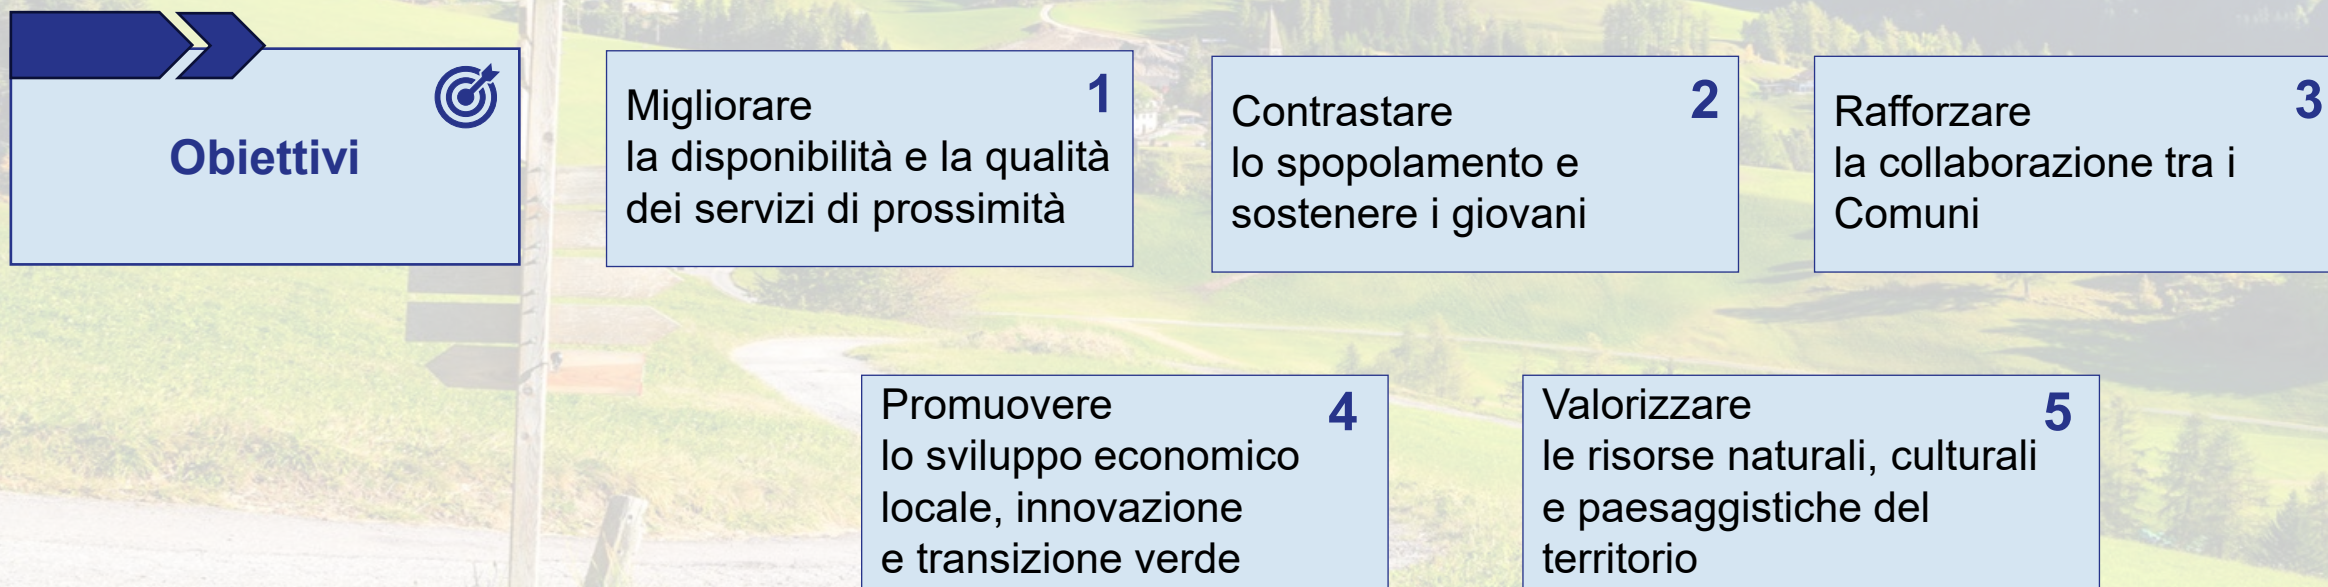 Obiettivi
1
Migliorare
la disponibilità e la qualità
dei servizi di prossimità
2
Contrastare
lo spopolamento e
sostenere i giovani
3
Rafforzare
la collaborazione tra i
Comuni
4
Promuovere
lo sviluppo economico
locale, innovazione
e transizione verde
5
Valorizzare
le risorse naturali, culturali
e paesaggistiche del
territorio